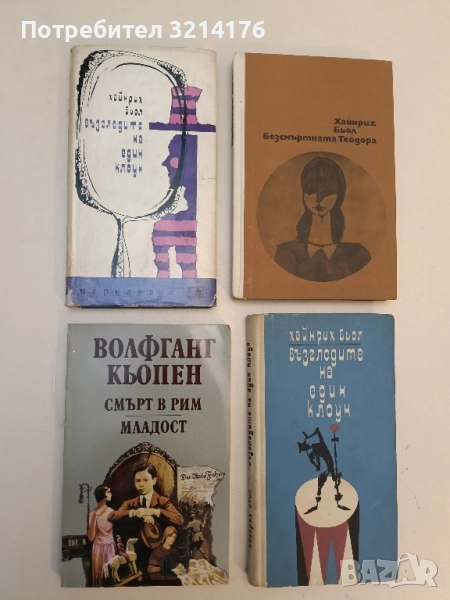 Потребител 3214176
хайнрих
бьол
възгледите
на
един
клоун
Хайнрих
Бьол
Безсмъртната Теодора
ВОЛФГАНГ
КЬОПЕН
СМЪРТ В РИМ
МЛАДОСТ
хайнрих бьол
възгледите
на
един
клоун
BAZAR